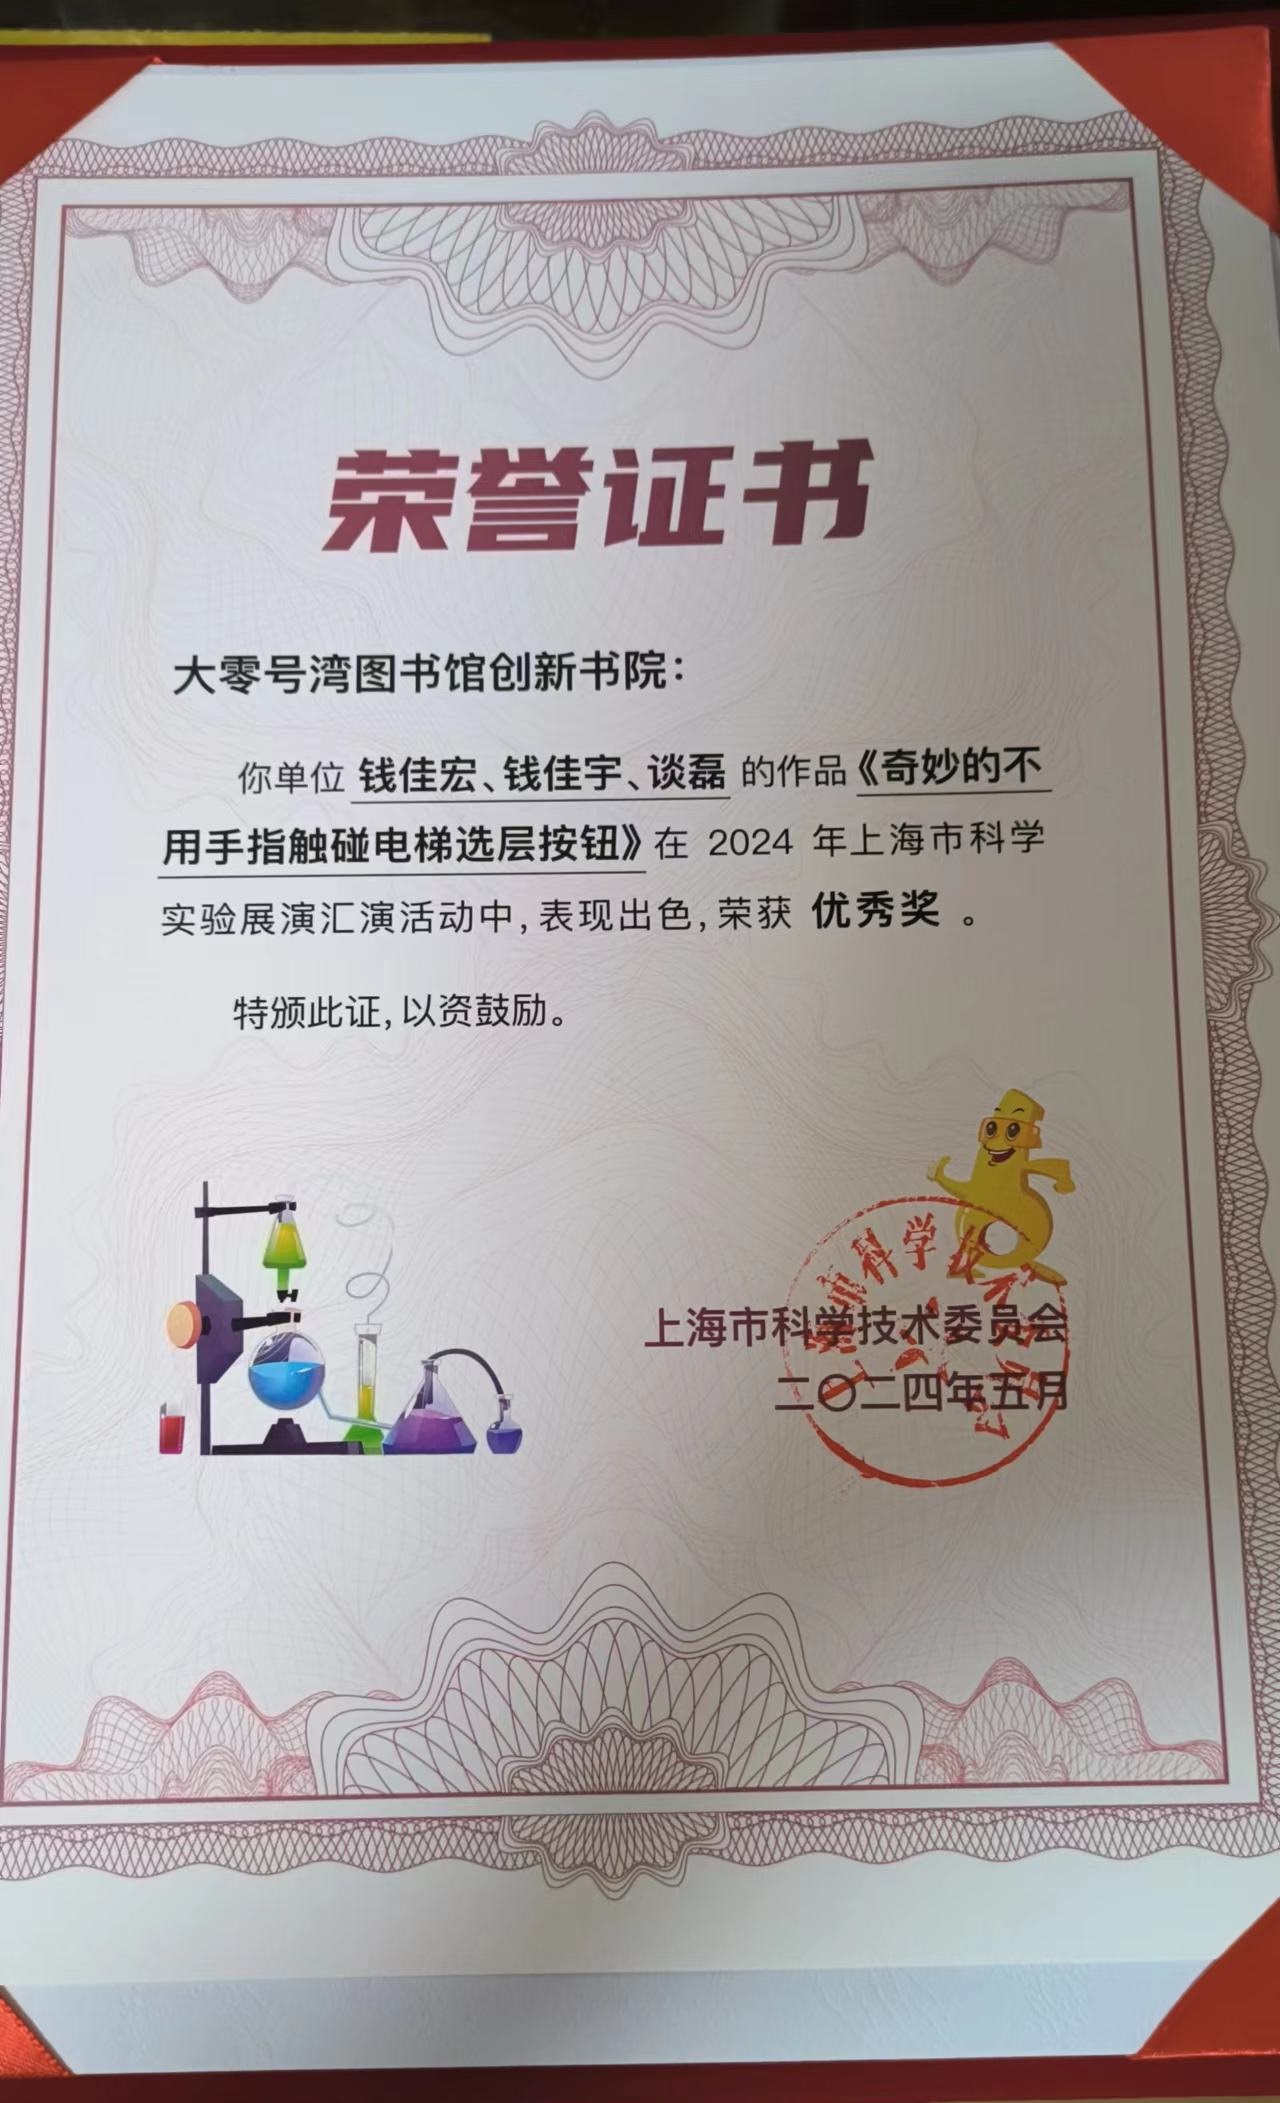 荣誉证书
大零号湾图书馆创新书院：
你单位 钱佳宏、钱佳宇、谈磊 的作品《奇妙的不
用手指触碰电梯选层按钮》在 2024 年上海市科学
实验展演汇演活动中，表现出色，荣获 优秀奖 。
特颁此证，以资鼓励。
上海市科学技术委员会
二〇二四年五月